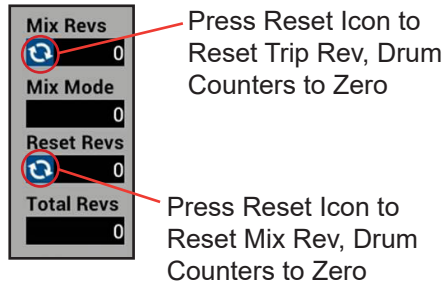 Mix Revs
0
Mix Mode
0
Reset Revs
0
Total Revs
0
Press Reset Icon to
Reset Trip Rev, Drum
Counters to Zero
Press Reset Icon to
Reset Mix Rev, Drum
Counters to Zero